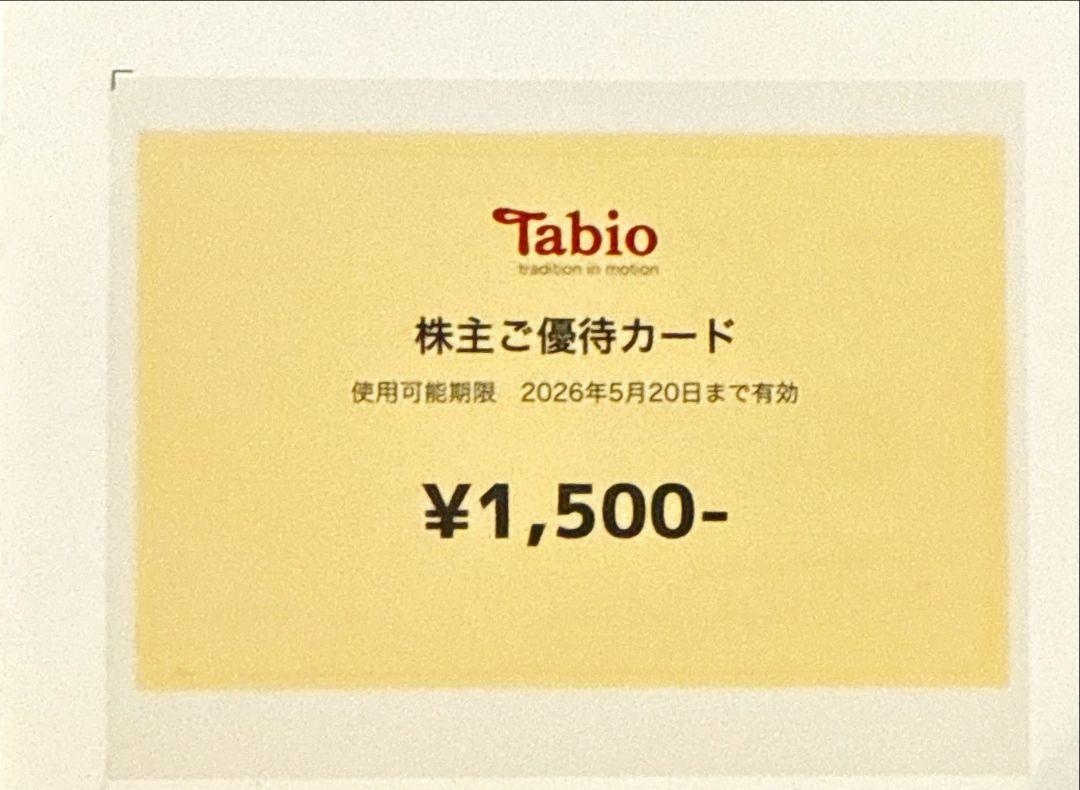 Tabio
tradition in motion
株主ご優待カード
使用可能期限　2026年5月20日まで有効
¥1,500-